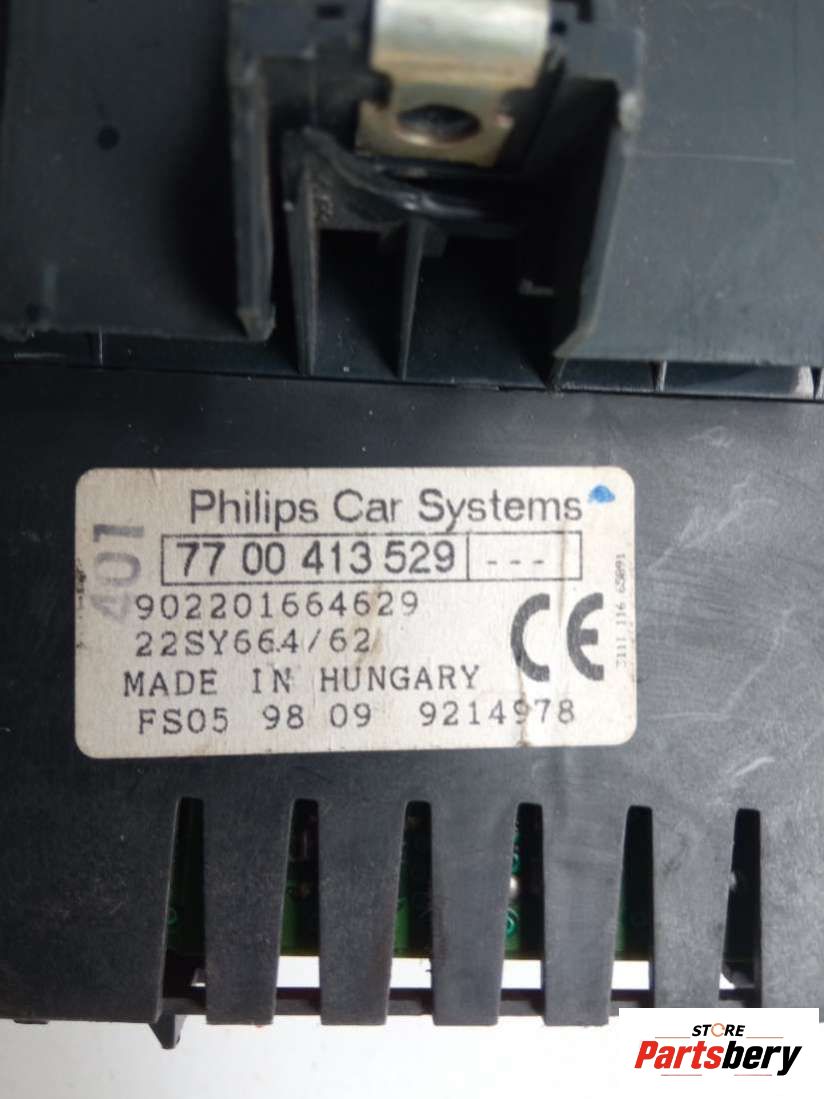 Philips Car Systems
401
77 00 413 529 ---
902201664629
22SY664/62
CE
MADE IN HUNGARY
FS05 98 09 9214978
STORE
Partsbery